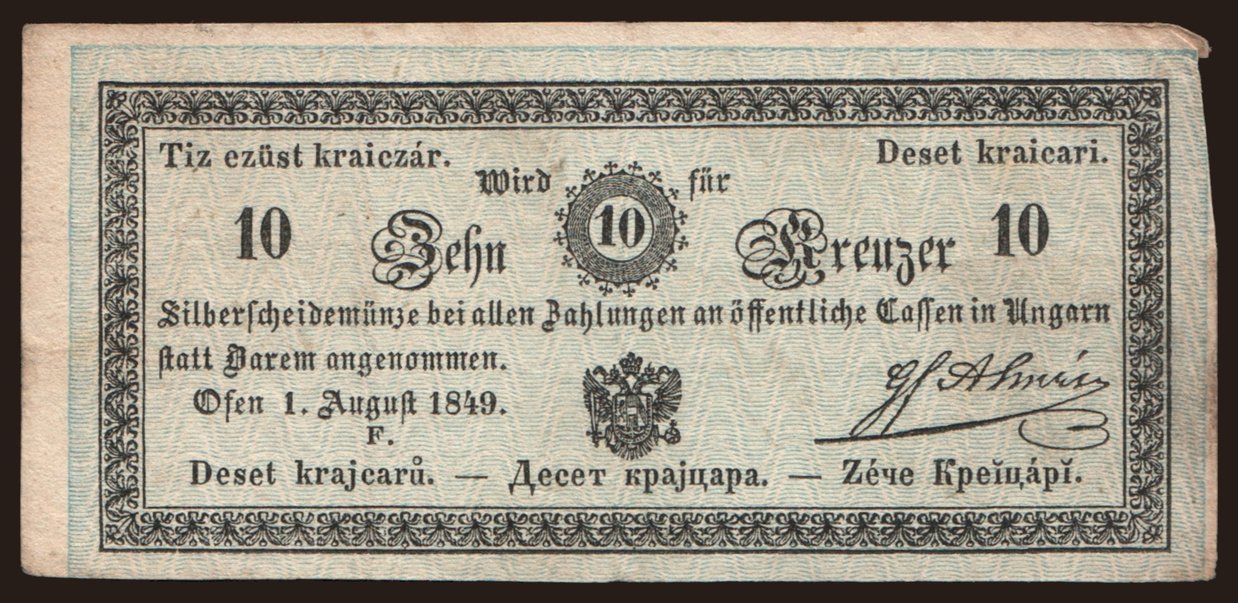 Tiz ezüst kraiczár. Deset kraicari.
Wird 10 für
10 Zehn Kreuzer 10
Silberscheidemünze bei allen Zahlungen an öffentliche Cassen in Ungarn
statt Barem angenommen.
Ofen 1. August 1849.
F.
Deset krajcarů. — Десет крајцара. — Zéче Креĭцápĭ.